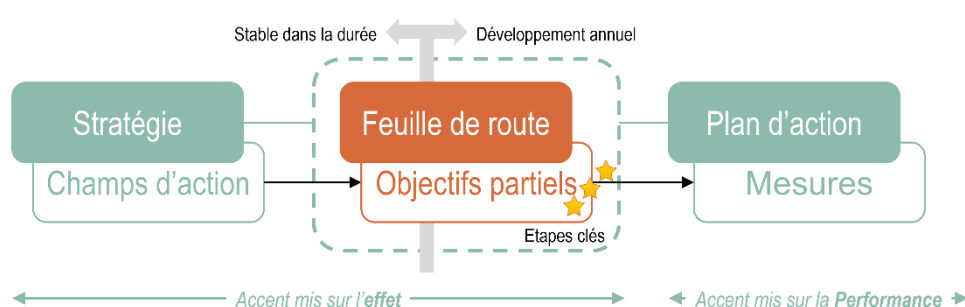 Stable dans la durée
Développement annuel
Stratégie
Feuille de route
Plan d'action
Champs d'action
Objectifs partiels
Mesures
Etapes clés
Accent mis sur l'effet
Accent mis sur la Performance